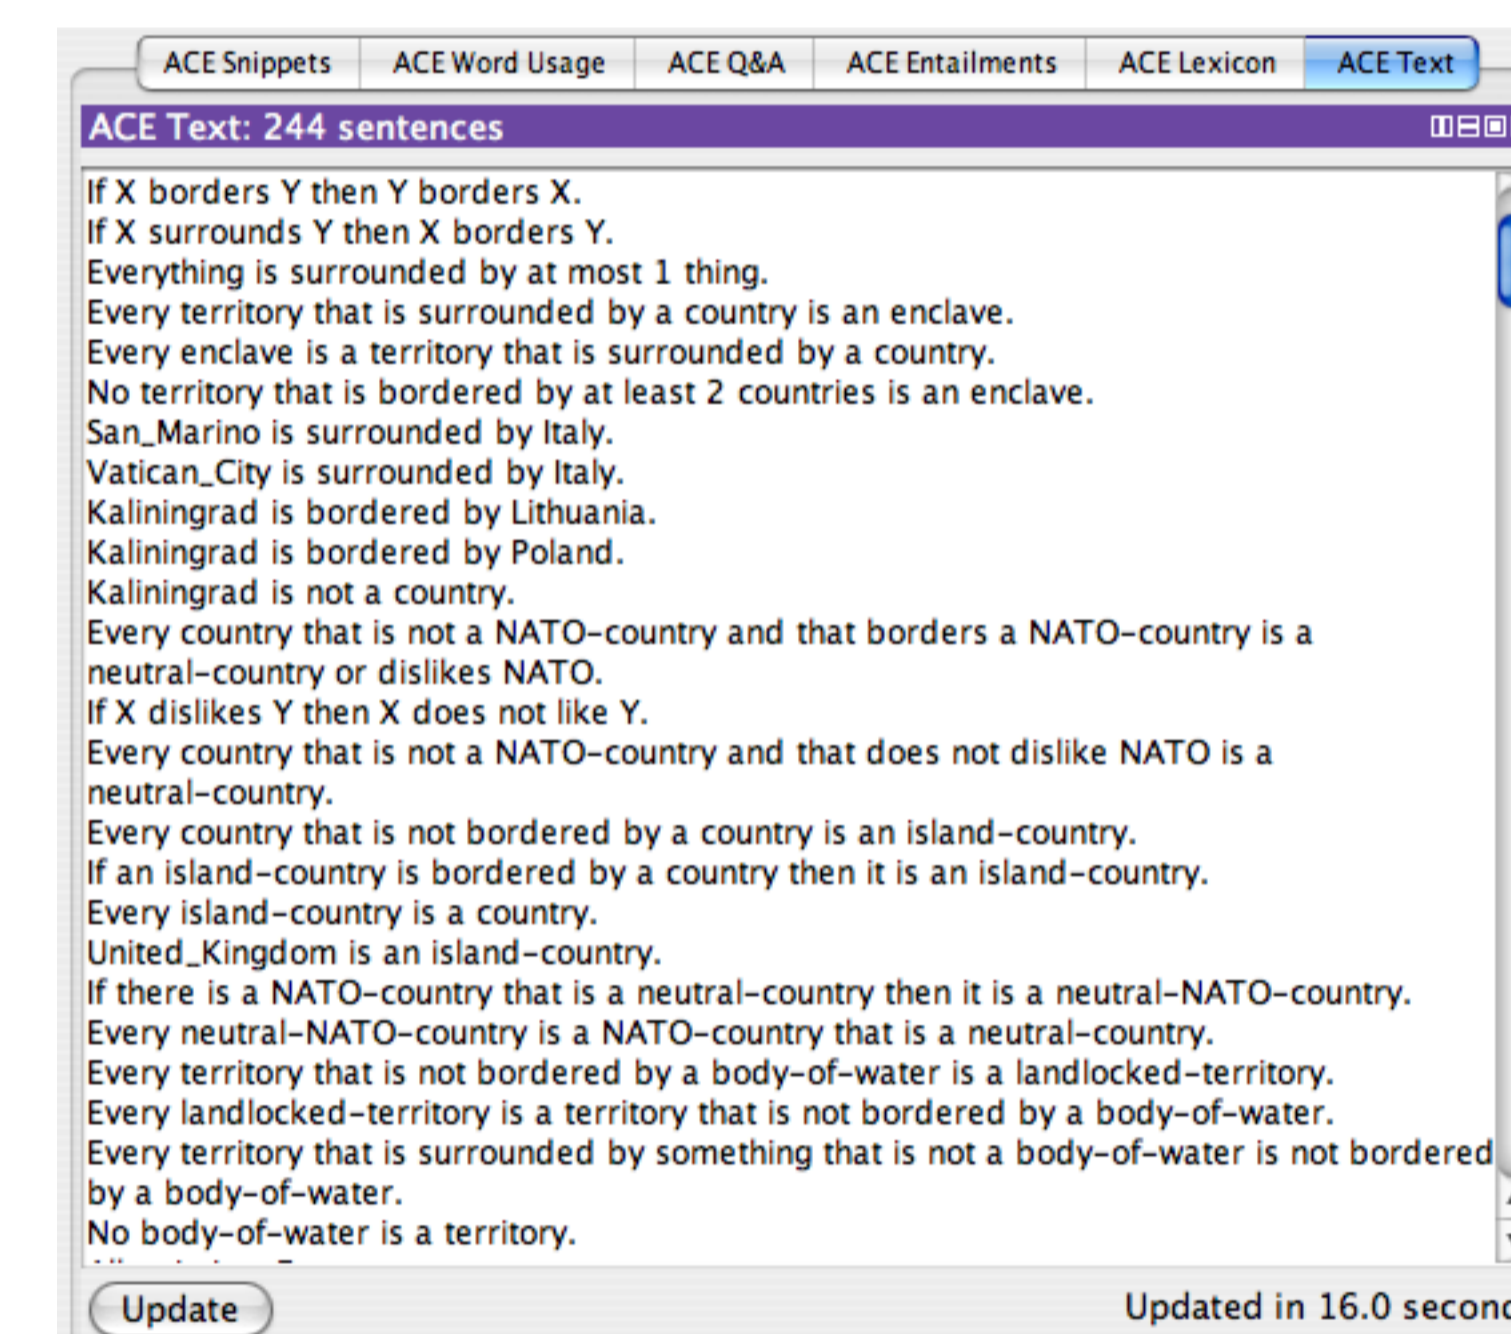 ACE Snippets ACE Word Usage ACE Q&A ACE Entailments ACE Lexicon ACE Text
ACE Text: 244 sentences
If X borders Y then Y borders X.
If X surrounds Y then X borders Y.
Everything is surrounded by at most 1 thing.
Every territory that is surrounded by a country is an enclave.
Every enclave is a territory that is surrounded by a country.
No territory that is bordered by at least 2 countries is an enclave.
San_Marino is surrounded by Italy.
Vatican_City is surrounded by Italy.
Kaliningrad is bordered by Lithuania.
Kaliningrad is bordered by Poland.
Kaliningrad is not a country.
Every country that is not a NATO-country and that borders a NATO-country is a
neutral-country or dislikes NATO.
If X dislikes Y then X does not like Y.
Every country that is not a NATO-country and that does not dislike NATO is a
neutral-country.
Every country that is not bordered by a country is an island-country.
If an island-country is bordered by a country then it is an island-country.
Every island-country is a country.
United_Kingdom is an island-country.
If there is a NATO-country that is a neutral-country then it is a neutral-NATO-country.
Every neutral-NATO-country is a NATO-country that is a neutral-country.
Every territory that is not bordered by a body-of-water is a landlocked-territory.
Every landlocked-territory is a territory that is not bordered by a body-of-water.
Every territory that is surrounded by something that is not a body-of-water is not bordered
by a body-of-water.
No body-of-water is a territory.
Update Updated in 16.0 second